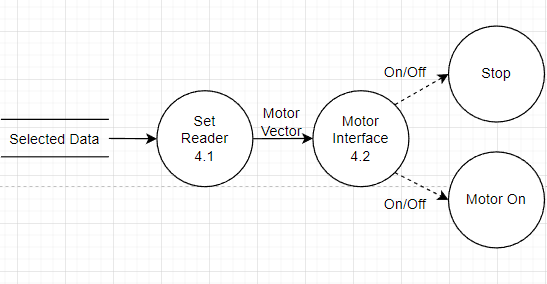 On/Off
Stop
Selected Data
Set
Reader
4.1
Motor
Vector
Motor
Interface
4.2
On/Off
Motor On